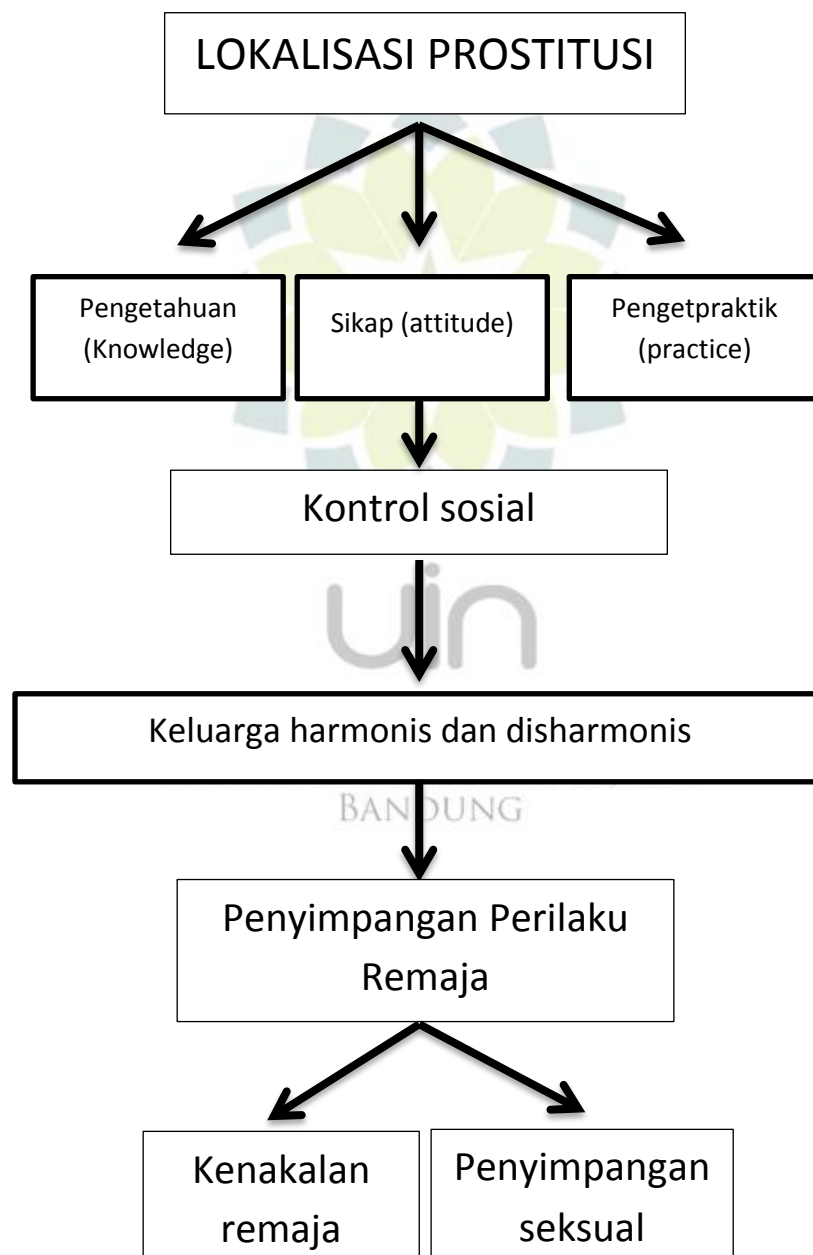 LOKALISASI PROSTITUSI
Pengetahuan
(Knowledge)
Sikap (attitude)
Pengetpraktik
(practice)
Kontrol sosial
uin
Keluarga harmonis dan disharmonis
BANDUNG
Penyimpangan Perilaku
Remaja
Kenakalan
remaja
Penyimpangan
seksual